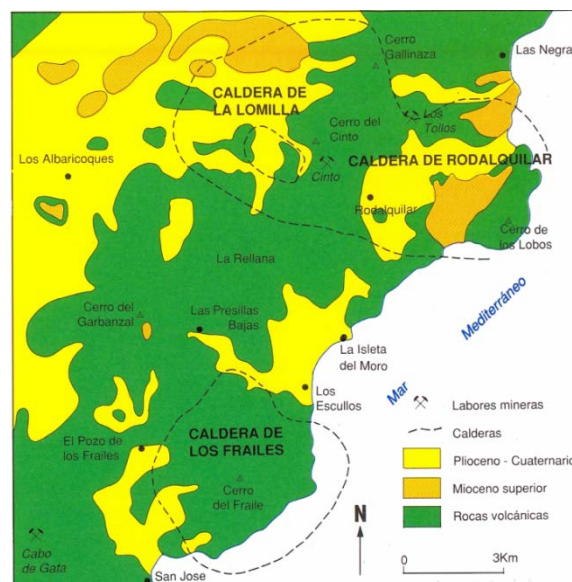 Cerro
Gallinaza
Las Negra
CALDERA DE
LA LOMILLA
Los
Tollos
Cerro del
Cinto
Los Albaricoques
Cinto
CALDERA DE RODALQUILAR
Rodalquilar
Cerro de
los Lobos
La Rellana
Cerro del
Garbanzal
Las Presillas
Bajas
Mediterráneo
Mar
La Isleta
del Moro
Los
Escullos
El Pozo de
los Frailes
CALDERA DE
LOS FRAILES
Cerro
del Fraile
Cabo
de Gata
San Jose
Labores mineras
Calderas
Plioceno - Cuaternario
Mioceno superior
Rocas volcánicas
N
0 3Km